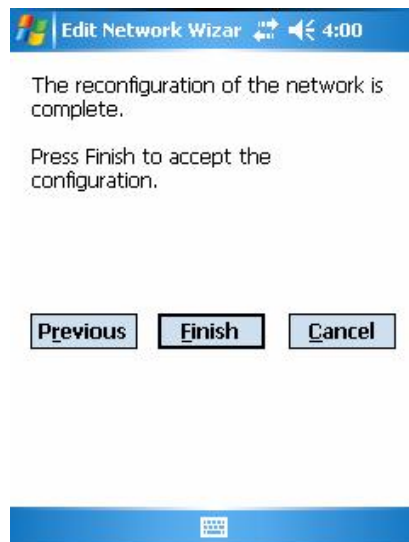 Edit Network Wizar 4:00
The reconfiguration of the network is
complete.
Press Finish to accept the
configuration.
Previous Finish Cancel